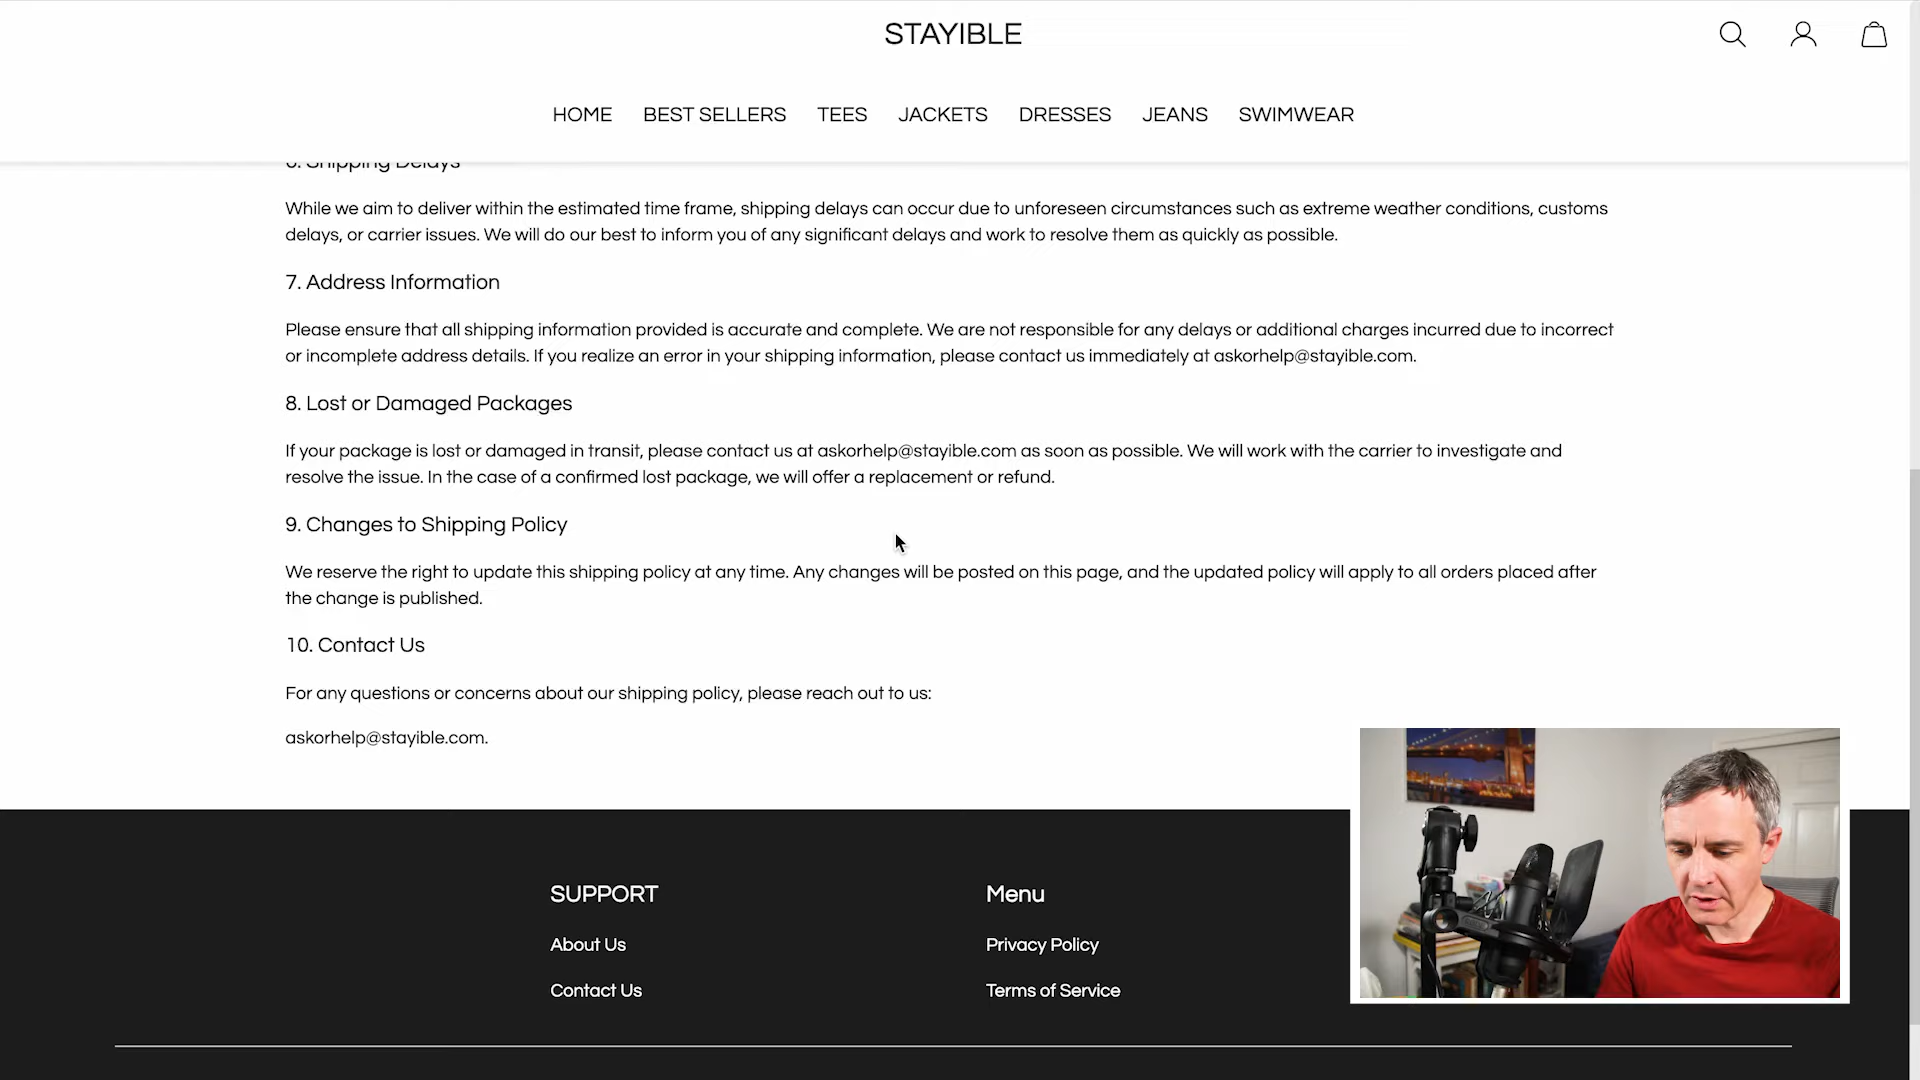 STAYIBLE
HOME BEST SELLERS TEES JACKETS DRESSES JEANS SWIMWEAR
6. Shipping Delays
While we aim to deliver within the estimated time frame, shipping delays can occur due to unforeseen circumstances such as extreme weather conditions, customs
delays, or carrier issues. We will do our best to inform you of any significant delays and work to resolve them as quickly as possible.
7. Address Information
Please ensure that all shipping information provided is accurate and complete. We are not responsible for any delays or additional charges incurred due to incorrect
or incomplete address details. If you realize an error in your shipping information, please contact us immediately at askorhelp@stayible.com.
8. Lost or Damaged Packages
If your package is lost or damaged in transit, please contact us at askorhelp@stayible.com as soon as possible. We will work with the carrier to investigate and
resolve the issue. In the case of a confirmed lost package, we will offer a replacement or refund.
9. Changes to Shipping Policy
We reserve the right to update this shipping policy at any time. Any changes will be posted on this page, and the updated policy will apply to all orders placed after
the change is published.
10. Contact Us
For any questions or concerns about our shipping policy, please reach out to us:
askorhelp@stayible.com.
SUPPORT
About Us
Contact Us
Menu
Privacy Policy
Terms of Service